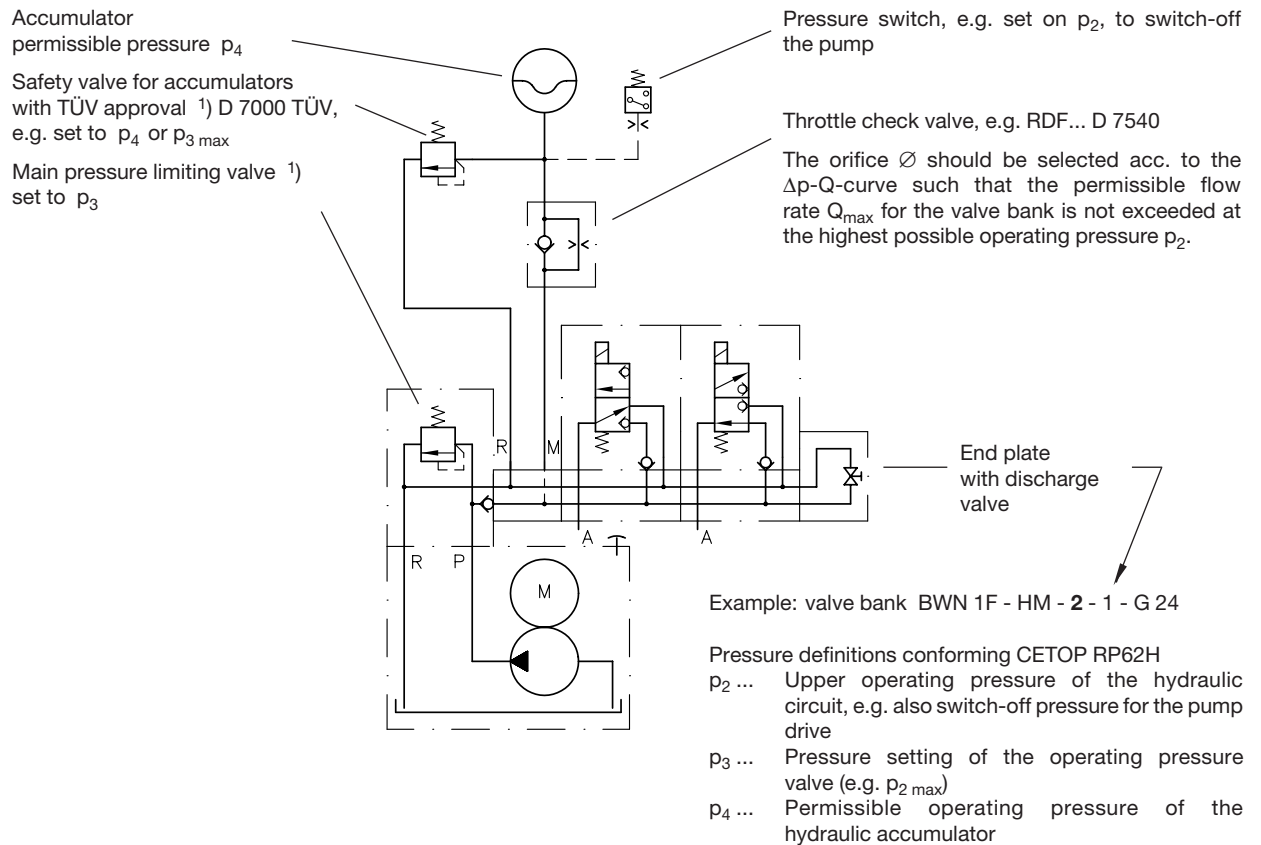 Accumulator
permissible pressure p4
Safety valve for accumulators
with TÜV approval 1) D 7000 TÜV,
e.g. set to p4 or p3 max
Main pressure limiting valve 1)
set to p3
Pressure switch, e.g. set on p2, to switch-off
the pump
Throttle check valve, e.g. RDF... D 7540
The orifice Ø should be selected acc. to the
Δp-Q-curve such that the permissible flow
rate Qmax for the valve bank is not exceeded at
the highest possible operating pressure p2.
R
M
A
A
R
P
M
End plate
with discharge
valve
Example: valve bank BWN 1F - HM - 2 - 1 - G 24
Pressure definitions conforming CETOP RP62H
p2 ... Upper operating pressure of the hydraulic
circuit, e.g. also switch-off pressure for the pump
drive
p3 ... Pressure setting of the operating pressure
valve (e.g. p2 max)
p4 ... Permissible operating pressure of the
hydraulic accumulator